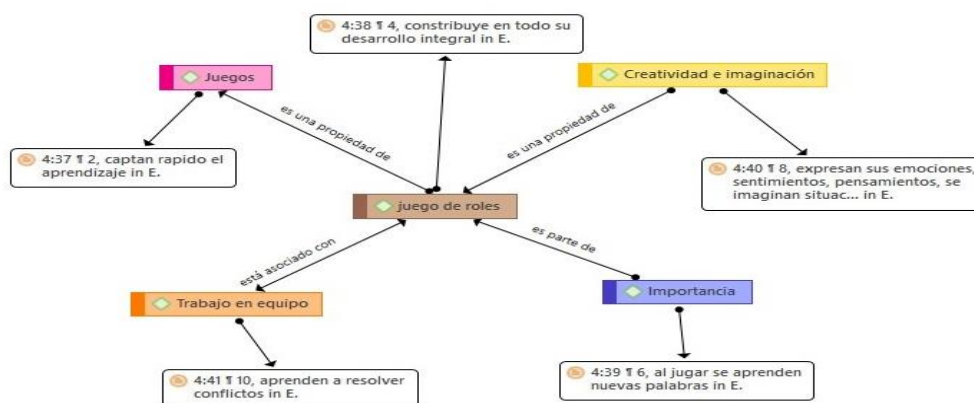 4:38 ¶ 4, constribuye en todo su
desarrollo integral in E.
Juegos
Creatividad e imaginación
es una propiedad de
es una propiedad de
4:37 ¶ 2, captan rapido el
aprendizaje in E.
4:40 ¶ 8, expresan sus emociones,
sentimientos, pensamientos, se
imaginan situac... in E.
juego de roles
está asociado con
es parte de
Trabajo en equipo
Importancia
4:41 ¶ 10, aprenden a resolver
conflictos in E.
4:39 ¶ 6, al jugar se aprenden
nuevas palabras in E.